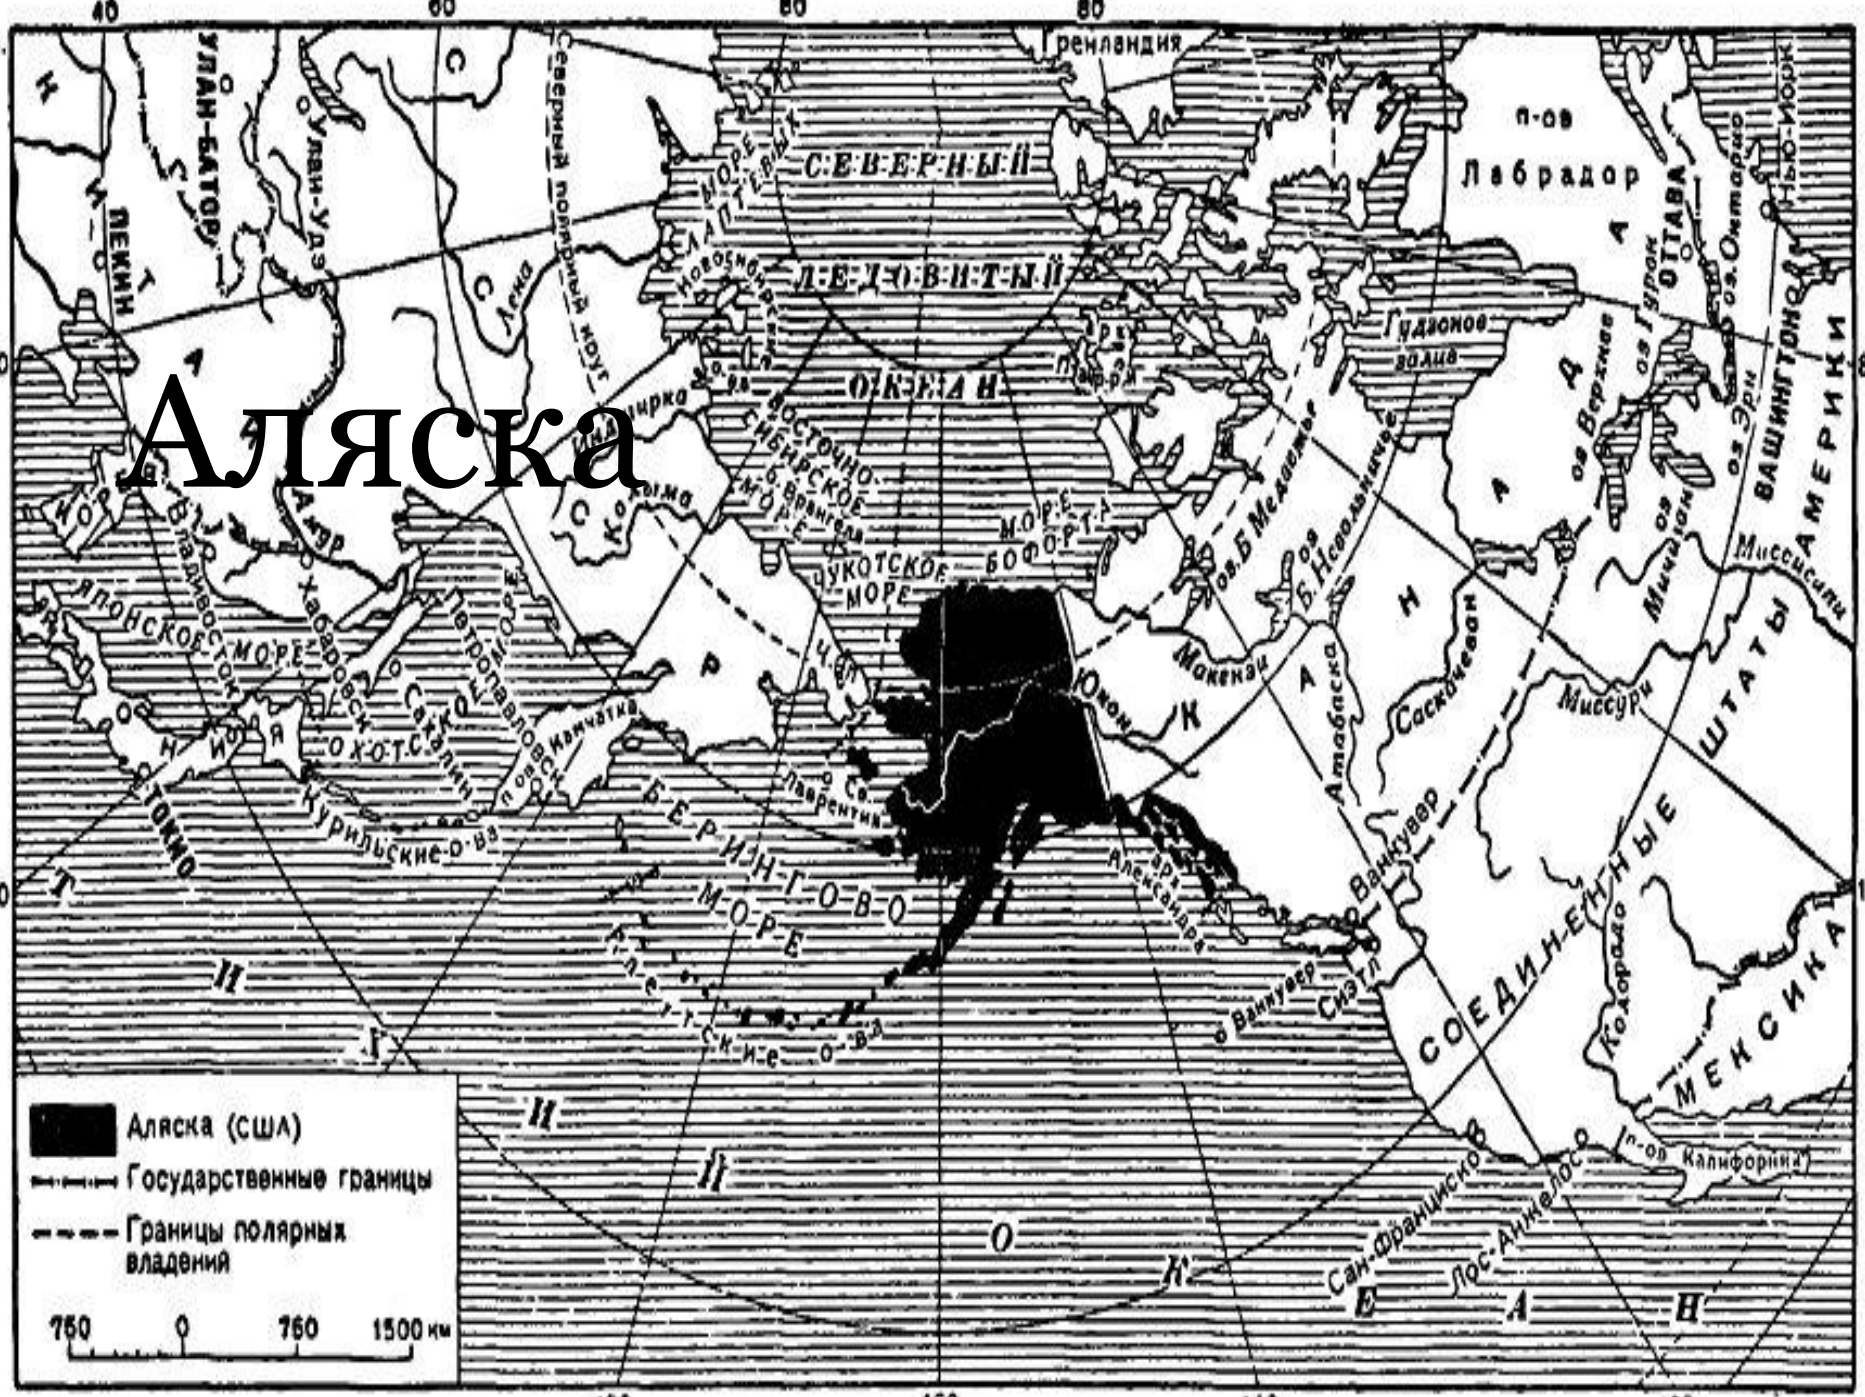 40
60
80
80
Гренландия
УЛАН-БАТОР
Улан-Удэ
С
Северный полярный круг
МОРЕ
ЛАПТЕВЫХ
СЕВЕРНЫЙ
ЛЕДОВИТЫЙ
ОКЕАН
п-ов
Лабрадор
ОТТАВА
оз. Онтарио
Нью-Йорк
ПЕКИН
С
Лена
Новосибирские
о-ва
Гудзонов
залив
оз Верхнее
оз Гурон
оз Эри
ВАШИНГТОН
АМЕРИКИ
Аляска
Индигирка
С
Колыма
ВОСТОЧНО-
СИБИРСКОЕ
МОРЕ
о. Врангеля
ЧУКОТСКОЕ
МОРЕ
МОРЕ
БОФОРТА
оз. Б Медвежье
оз
Б. Невольничье
оз
Мичиган
Миссисипи
Владивосток
Амур
Хабаровск
ЯПОНСКОЕ
МОРЕ
Сахалин
Петропавловск
МОРЕ
ОХОТСКО
п-ов Камчатка
Р
Макензи
Юкон
К
А
Н
А
Д
А
Атабаска
Саскачеван
Миссури
ШТАТЫ
ТОКИО
Курильские о-ва
о Св.
Лаврентия
БЕРИНГОВО
МОРЕ
Алеутские о-ва
арх
Александра
Ванкувер
о Ванкувер
Сиэтл
СОЕДИНЕННЫЕ
Колорадо
МЕКСИКА
п-ов Калифорния
Сан-Франциско
Лос-Анжелос
Т
И
Г
И
Й
О
К
Е
А
Н
Аляска (США)
Государственные границы
Границы полярных
владений
750 0 750 1500 км